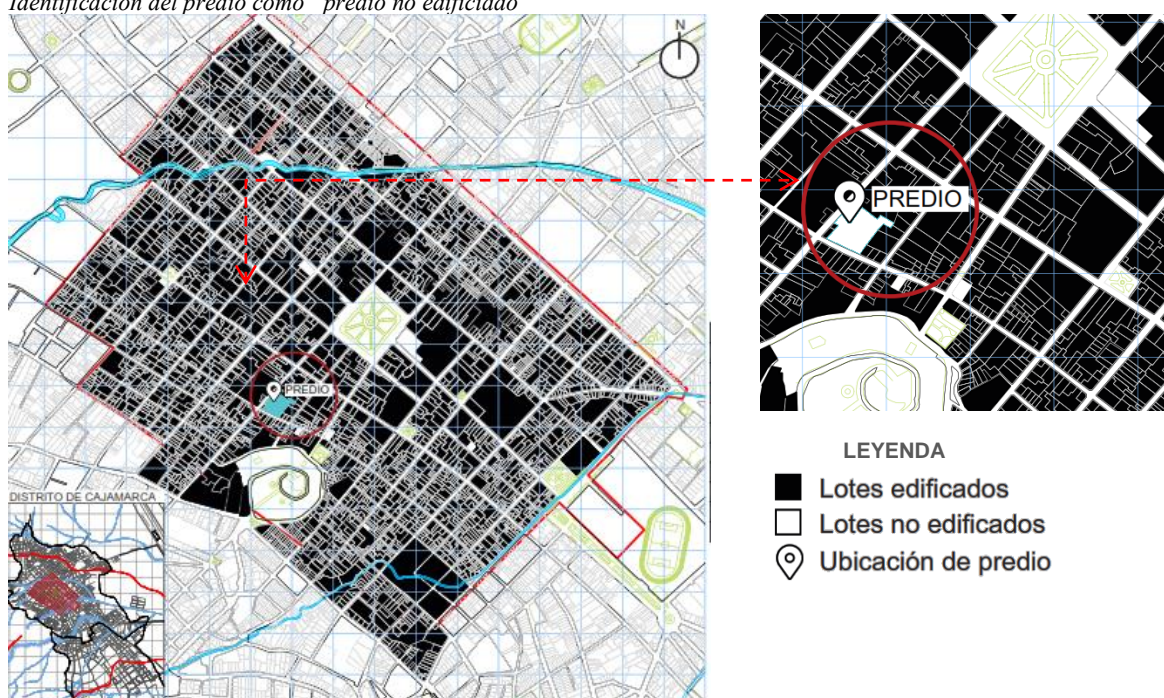 Identificación del predio como "predio no edificado"
N
PREDIO
DISTRITO DE CAJAMARCA
PREDIO
LEYENDA
Lotes edificados
Lotes no edificados
Ubicación de predio